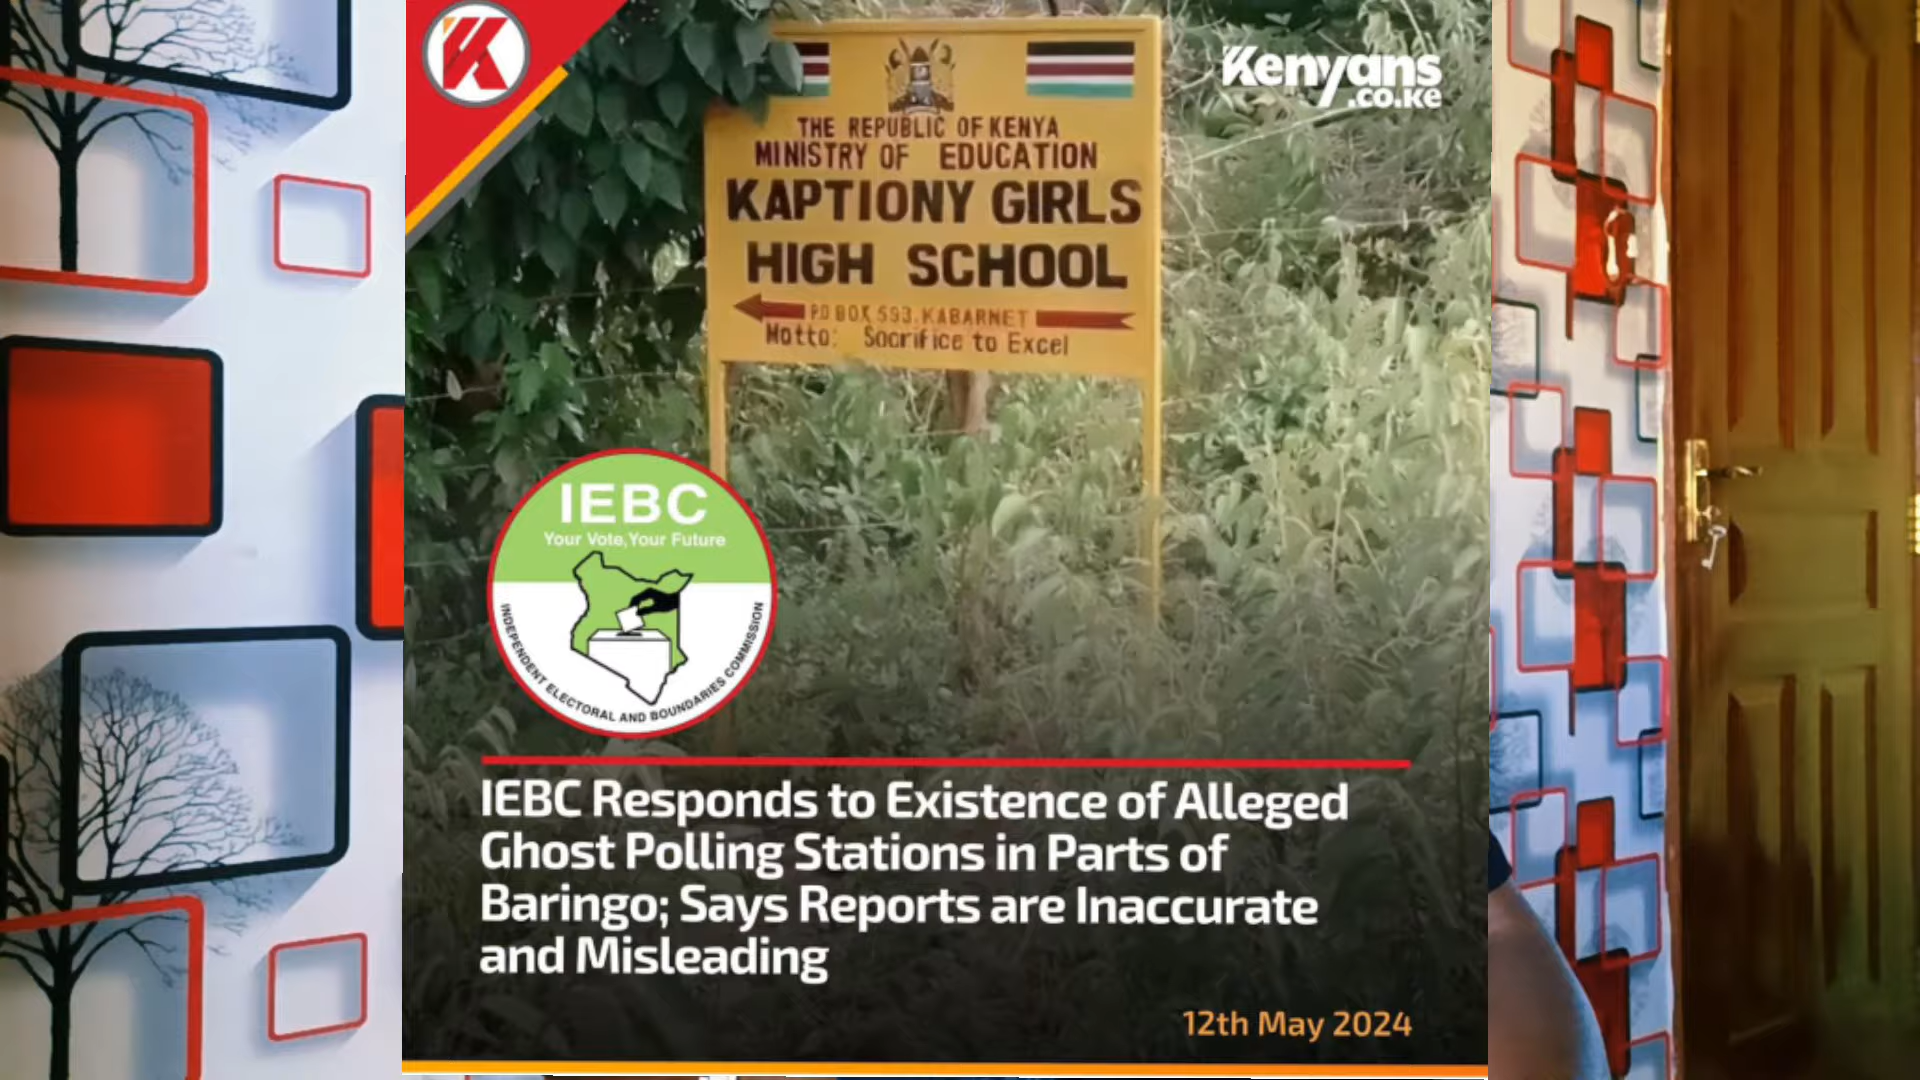 K
Kenyans
.co.ke
THE REPUBLIC OF KENYA
MINISTRY OF EDUCATION
KAPTIONY GIRLS
HIGH SCHOOL
P.O BOX 593, KABARNET
Motto: Sacrifice to Excel
IEBC
Your Vote, Your Future
INDEPENDENT ELECTORAL AND BOUNDARIES COMMISSION
IEBC Responds to Existence of Alleged
Ghost Polling Stations in Parts of
Baringo; Says Reports are Inaccurate
and Misleading
12th May 2024